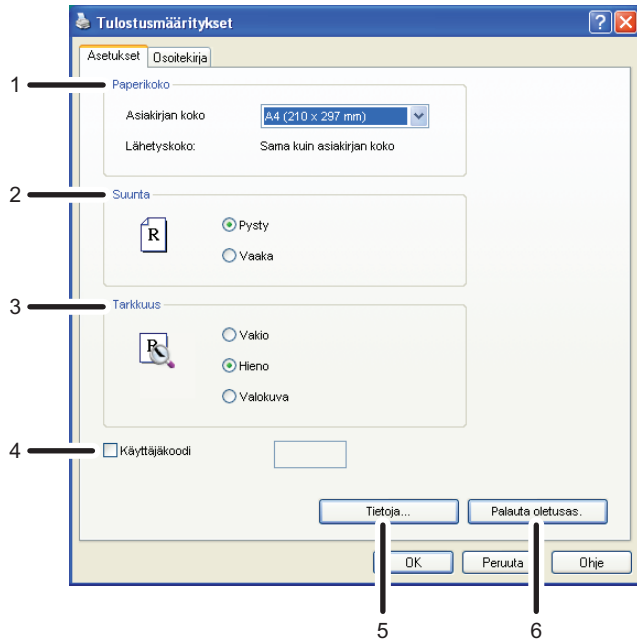 Tulostusmääritykset
Asetukset Osoitekirja
1 Paperikoko
Asiakirjan koko A4 (210 x 297 mm)
Lähetyskoko: Sama kuin asiakirjan koko
2 Suunta
R Pysty
Vaaka
3 Tarkkuus
Vakio
R Hieno
Valokuva
4 Käyttäjäkoodi
Tietoja... Palauta oletusas.
OK Peruuta Ohje
5 6